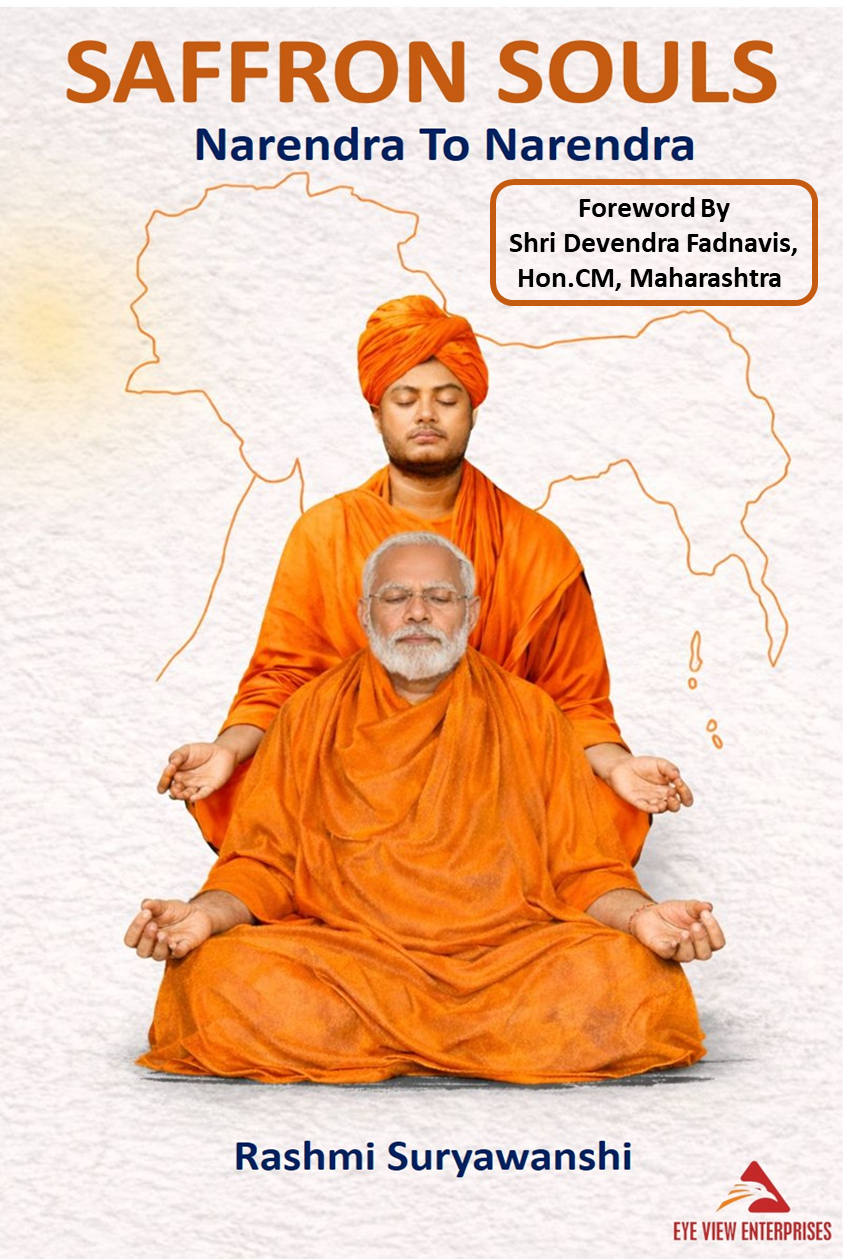 SAFFRON SOULS
Narendra To Narendra
Foreword By
Shri Devendra Fadnavis,
Hon.CM, Maharashtra
Rashmi Suryawanshi
EYE VIEW ENTERPRISES